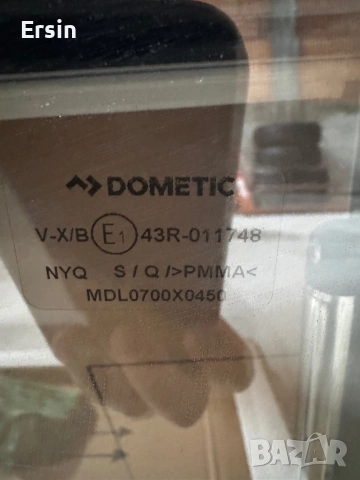 Ersin
DOMETIC
V-X/B E1 43R-011748
NYQ S / Q />PMMA<
MDL0700X0450
BAZAR